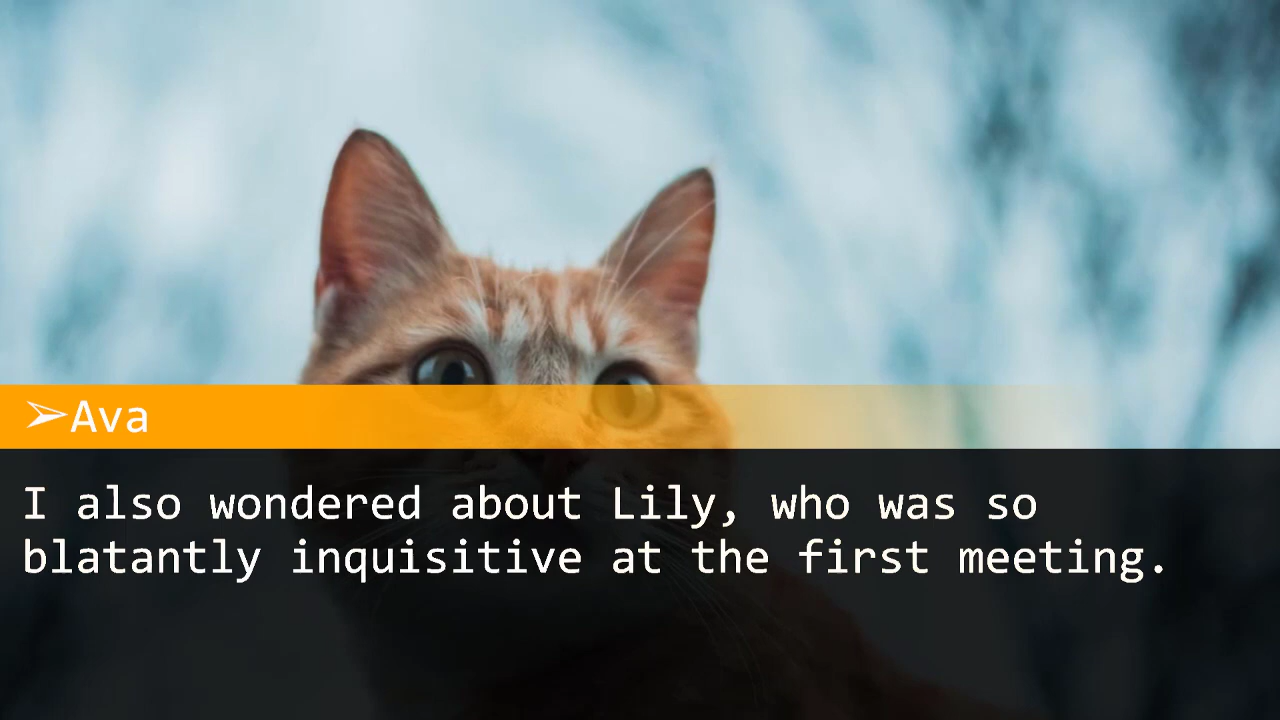 ➢Ava
I also wondered about Lily, who was so
blatantly inquisitive at the first meeting.